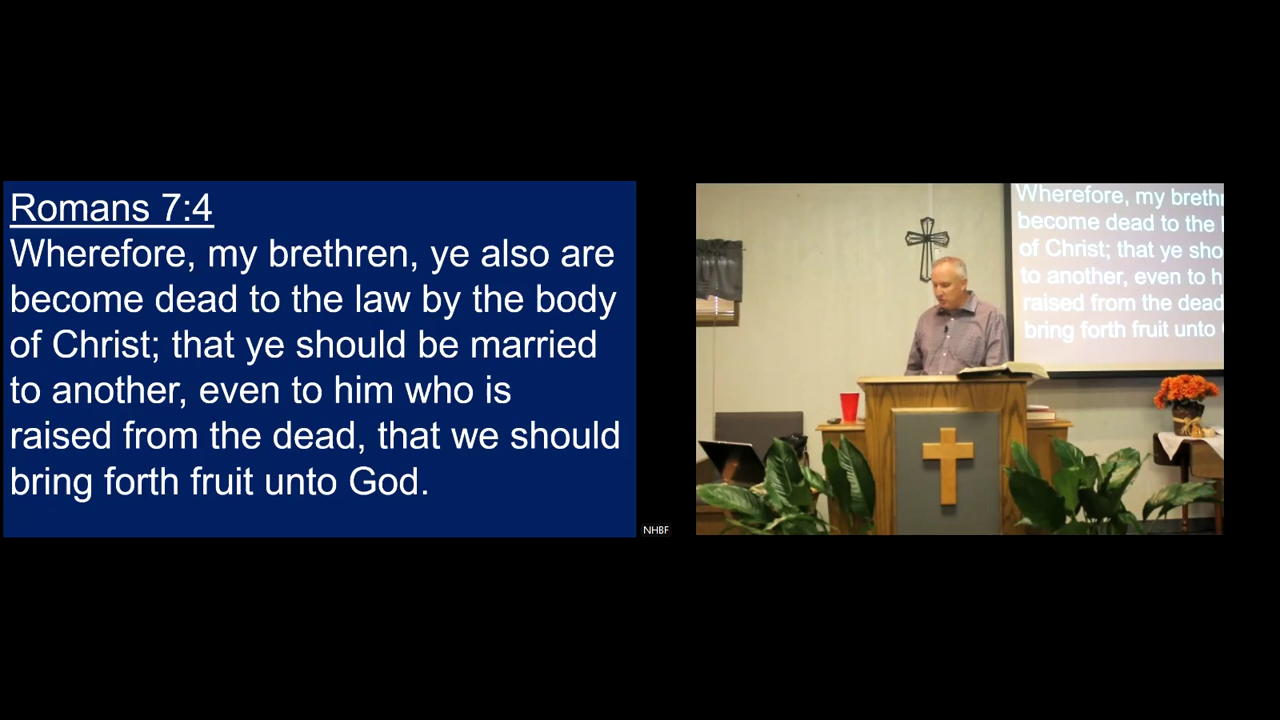 Romans 7:4
Wherefore, my brethren, ye also are
become dead to the law by the body
of Christ; that ye should be married
to another, even to him who is
raised from the dead, that we should
bring forth fruit unto God.
NHBF
Wherefore, my brethr
become dead to the
of Christ; that ye sho
to another, even to h
raised from the dead
bring forth fruit unto